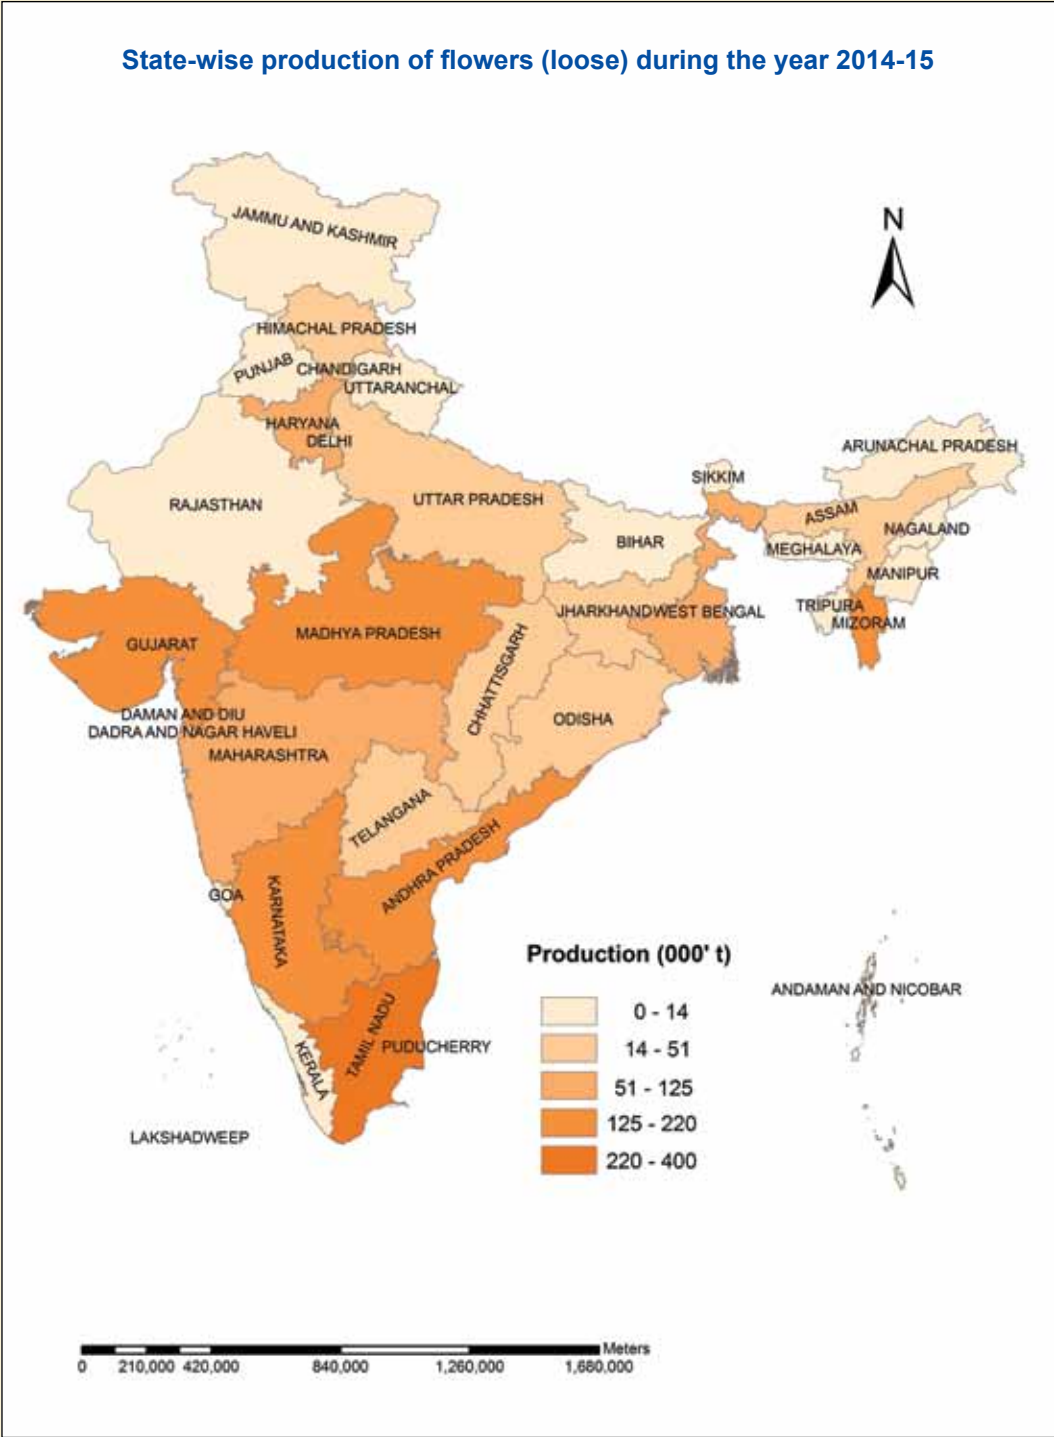 State-wise production of flowers (loose) during the year 2014-15
N
JAMMU AND KASHMIR
HIMACHAL PRADESH
PUNJAB
CHANDIGARH
UTTARANCHAL
HARYANA
DELHI
ARUNACHAL PRADESH
SIKKIM
RAJASTHAN
UTTAR PRADESH
ASSAM
NAGALAND
BIHAR
MEGHALAYA
MANIPUR
TRIPURA
MIZORAM
JHARKHAND
WEST BENGAL
GUJARAT
MADHYA PRADESH
CHHATTISGARH
ODISHA
DAMAN AND DIU
DADRA AND NAGAR HAVELI
MAHARASHTRA
TELANGANA
ANDHRA PRADESH
GOA
KARNATAKA
Production (000' t)
0 - 14
14 - 51
51 - 125
125 - 220
220 - 400
ANDAMAN AND NICOBAR
TAMIL NADU
PUDUCHERRY
KERALA
LAKSHADWEEP
Meters
0 210,000 420,000 840,000 1,260,000 1,680,000